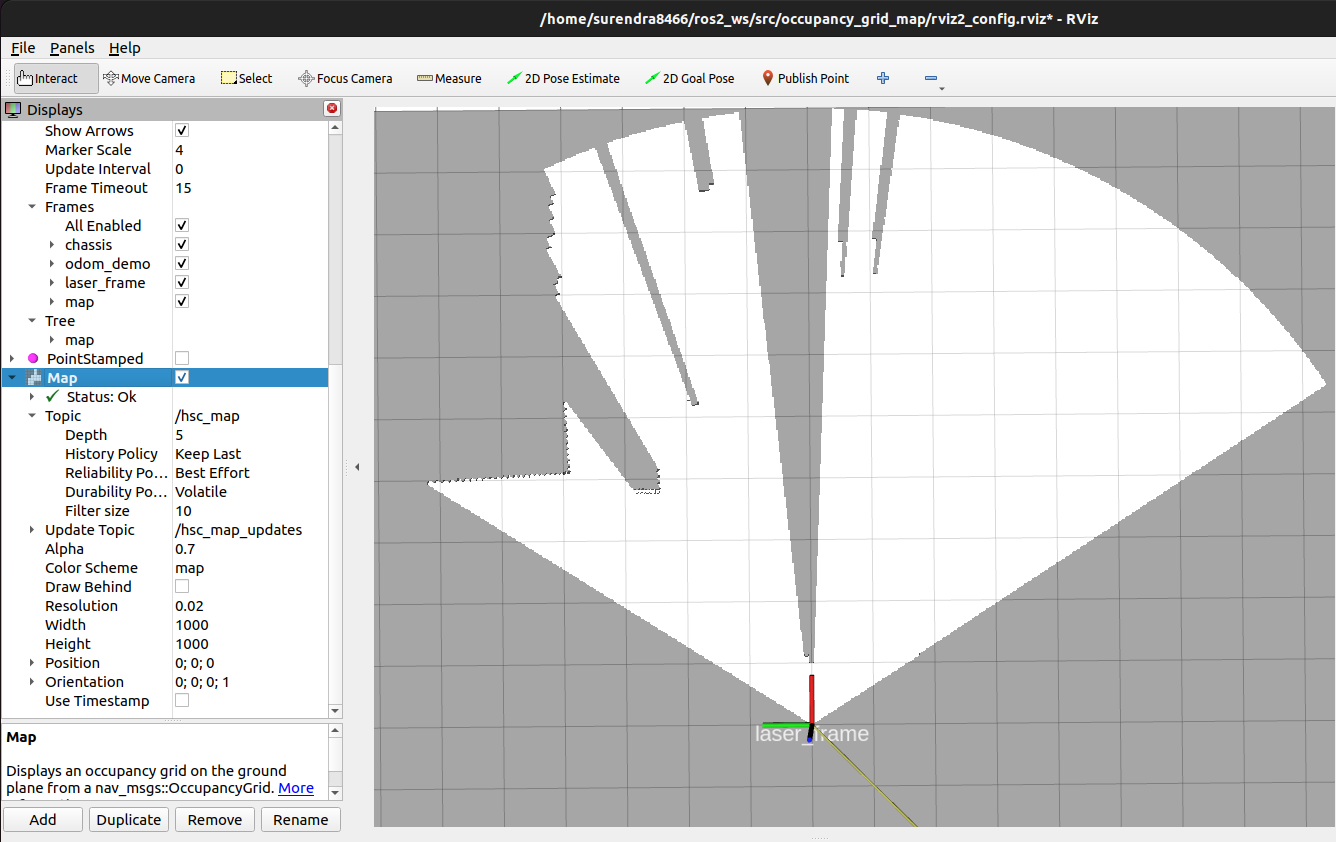 /home/surendra8466/ros2_ws/src/occupancy_grid_map/rviz2_config.rviz* - RViz
File Panels Help
Interact Move Camera Select Focus Camera Measure 2D Pose Estimate 2D Goal Pose Publish Point
Displays
Show Arrows
Marker Scale 4
Update Interval 0
Frame Timeout 15
Frames
All Enabled
chassis
odom_demo
laser_frame
map
Tree
map
PointStamped
Map
Status: Ok
Topic /hsc_map
Depth 5
History Policy Keep Last
Reliability Po... Best Effort
Durability Po... Volatile
Filter size 10
Update Topic /hsc_map_updates
Alpha 0.7
Color Scheme map
Draw Behind
Resolution 0.02
Width 1000
Height 1000
Position 0; 0; 0
Orientation 0; 0; 0; 1
Use Timestamp
Map
Displays an occupancy grid on the ground
plane from a nav_msgs::OccupancyGrid. More
Add Duplicate Remove Rename
laser_frame